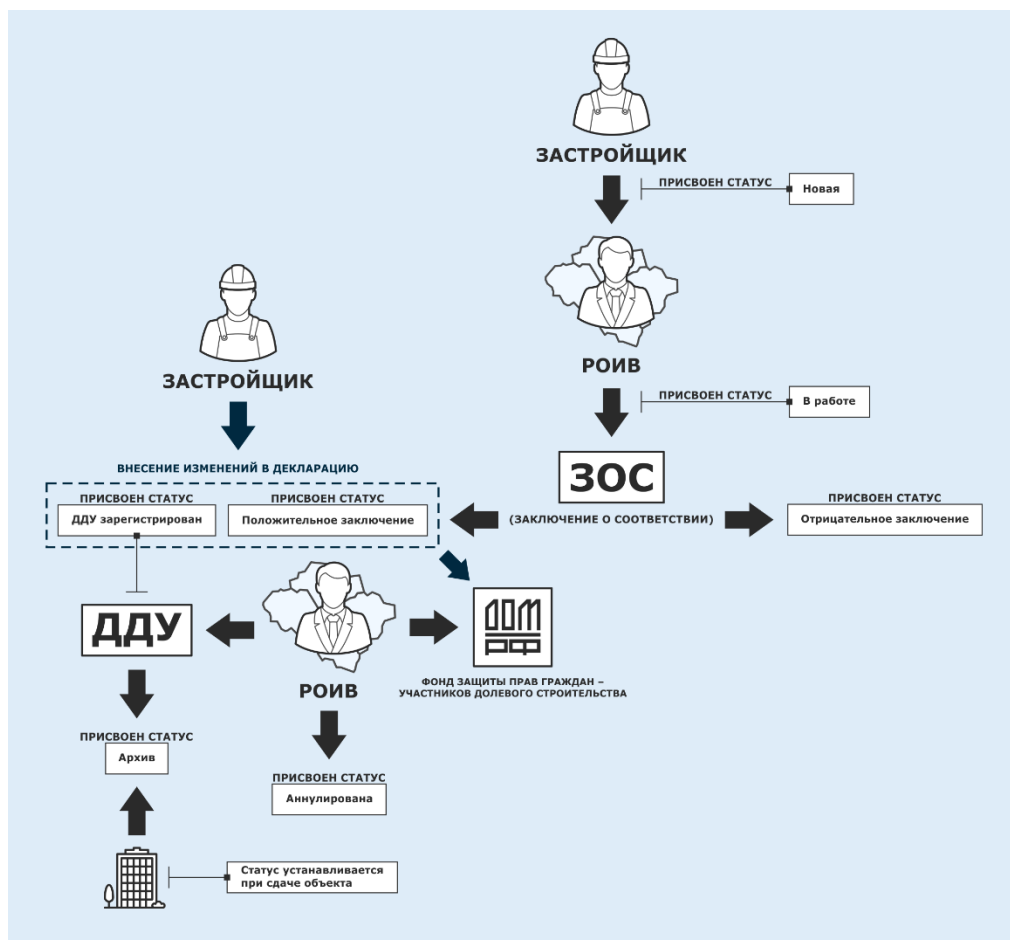 ЗАСТРОЙЩИК
ПРИСВОЕН СТАТУС
Новая
РОИВ
ПРИСВОЕН СТАТУС
В работе
ЗОС
(ЗАКЛЮЧЕНИЕ О СООТВЕТСТВИИ)
ПРИСВОЕН СТАТУС
Отрицательное заключение
ЗАСТРОЙЩИК
ВНЕСЕНИЕ ИЗМЕНЕНИЙ В ДЕКЛАРАЦИЮ
ПРИСВОЕН СТАТУС
ДДУ зарегистрирован
ПРИСВОЕН СТАТУС
Положительное заключение
ДДУ
РОИВ
ДОМ
РФ
ФОНД ЗАЩИТЫ ПРАВ ГРАЖДАН –
УЧАСТНИКОВ ДОЛЕВОГО СТРОИТЕЛЬСТВА
ПРИСВОЕН СТАТУС
Архив
ПРИСВОЕН СТАТУС
Аннулирована
Статус устанавливается
при сдаче объекта